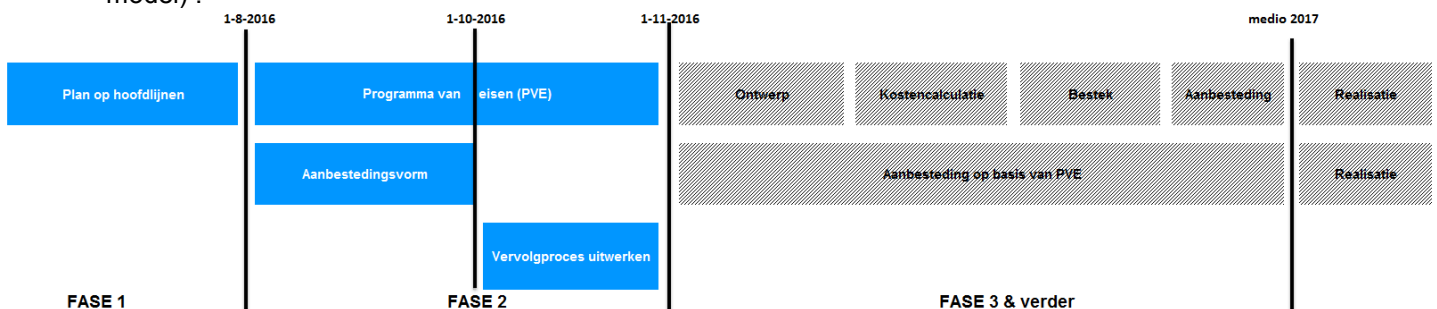 model) .
1-8-2016 1-10-2016 1-11-2016 medio 2017
Plan op hoofdlijnen Programma van eisen (PVE) Ontwerp Kostencalculatie Bestek Aanbesteding Realisatie
Aanbestedingsvorm Aanbesteding op basis van PVE Realisatie
Vervolgproces uitwerken
FASE 1 FASE 2 FASE 3 & verder